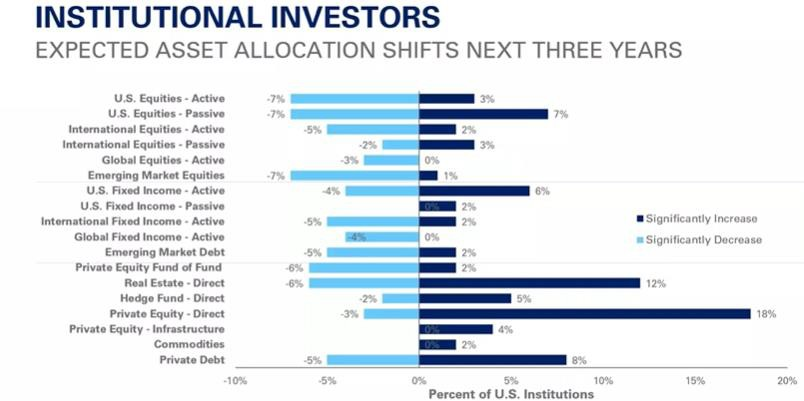 INSTITUTIONAL INVESTORS
EXPECTED ASSET ALLOCATION SHIFTS NEXT THREE YEARS
U.S. Equities - Active -7% 3%
U.S. Equities - Passive -7% 7%
International Equities - Active -5% 2%
International Equities - Passive -2% 3%
Global Equities - Active -3% 0%
Emerging Market Equities -7% 1%
U.S. Fixed Income - Active -4% 6%
U.S. Fixed Income - Passive 0% 2%
International Fixed Income - Active -5% 2%
Significantly Increase
Global Fixed Income - Active -4% 0%
Significantly Decrease
Emerging Market Debt -5% 2%
Private Equity Fund of Fund -6% 2%
Real Estate - Direct -6% 12%
Hedge Fund - Direct -2% 5%
Private Equity - Direct -3% 18%
Private Equity - Infrastructure 0% 4%
Commodities 0% 2%
Private Debt -5% 8%
-10% -5% 0% 5% 10% 15% 20%
Percent of U.S. Institutions